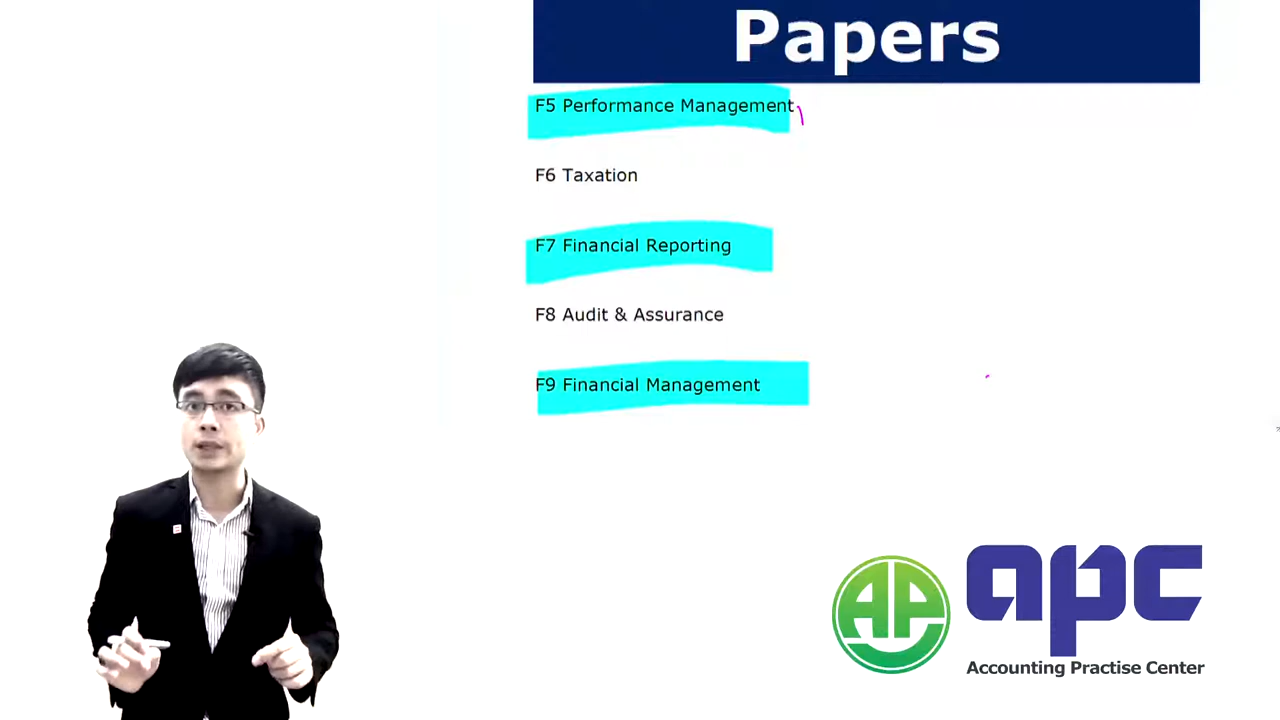 Papers
F5 Performance Management
F6 Taxation
F7 Financial Reporting
F8 Audit & Assurance
F9 Financial Management
AP
apc
Accounting Practise Center